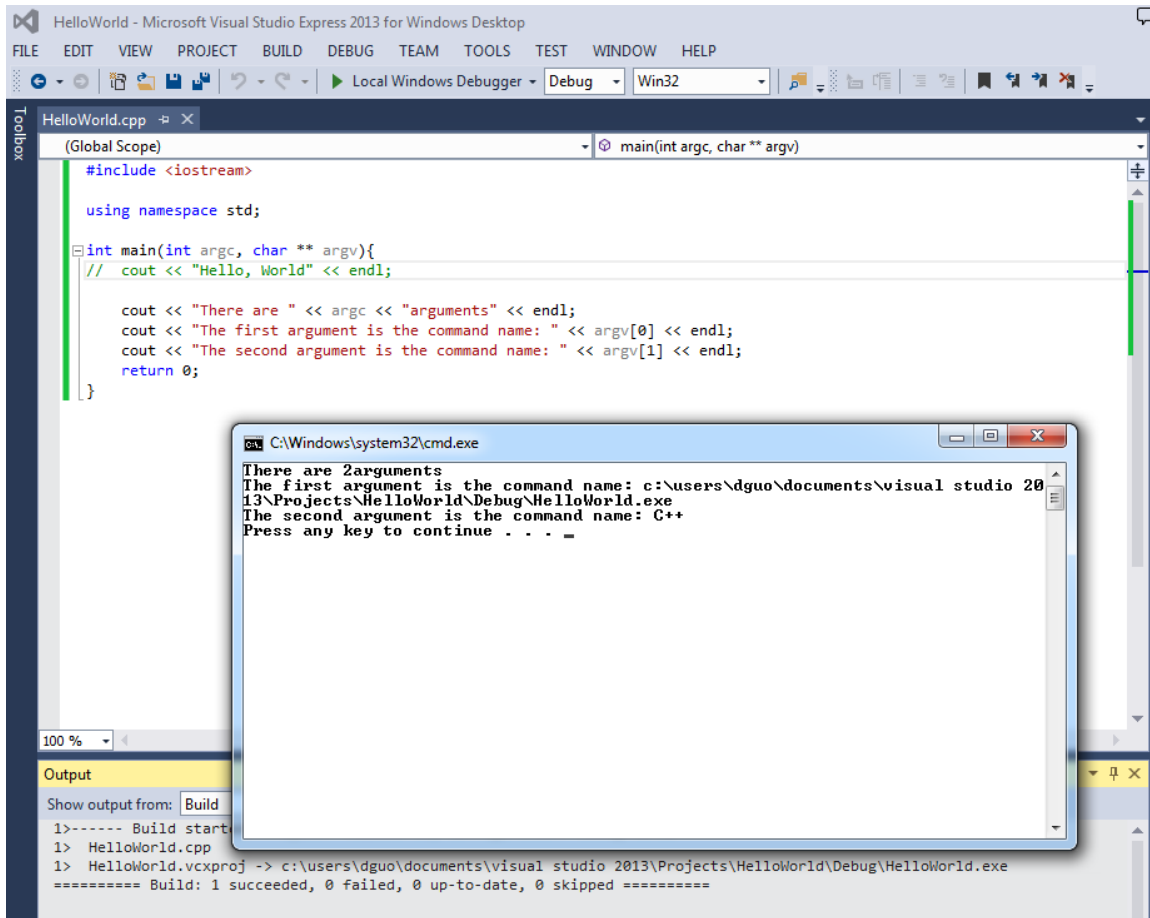 HelloWorld - Microsoft Visual Studio Express 2013 for Windows Desktop
FILE EDIT VIEW PROJECT BUILD DEBUG TEAM TOOLS TEST WINDOW HELP
Local Windows Debugger Debug Win32
Toolbox
HelloWorld.cpp
(Global Scope) main(int argc, char ** argv)
#include <iostream>
using namespace std;
int main(int argc, char ** argv){
//  cout << "Hello, World" << endl;
cout << "There are " << argc << "arguments" << endl;
cout << "The first argument is the command name: " << argv[0] << endl;
cout << "The second argument is the command name: " << argv[1] << endl;
return 0;
}
C:\Windows\system32\cmd.exe
There are 2arguments
The first argument is the command name: c:\users\dguo\documents\visual studio 20
13\Projects\HelloWorld\Debug\HelloWorld.exe
The second argument is the command name: C++
Press any key to continue . . . _
100 %
Output
Show output from: Build
1>------ Build starte
1>  HelloWorld.cpp
1>  HelloWorld.vcxproj -> c:\users\dguo\documents\visual studio 2013\Projects\HelloWorld\Debug\HelloWorld.exe
========== Build: 1 succeeded, 0 failed, 0 up-to-date, 0 skipped ==========